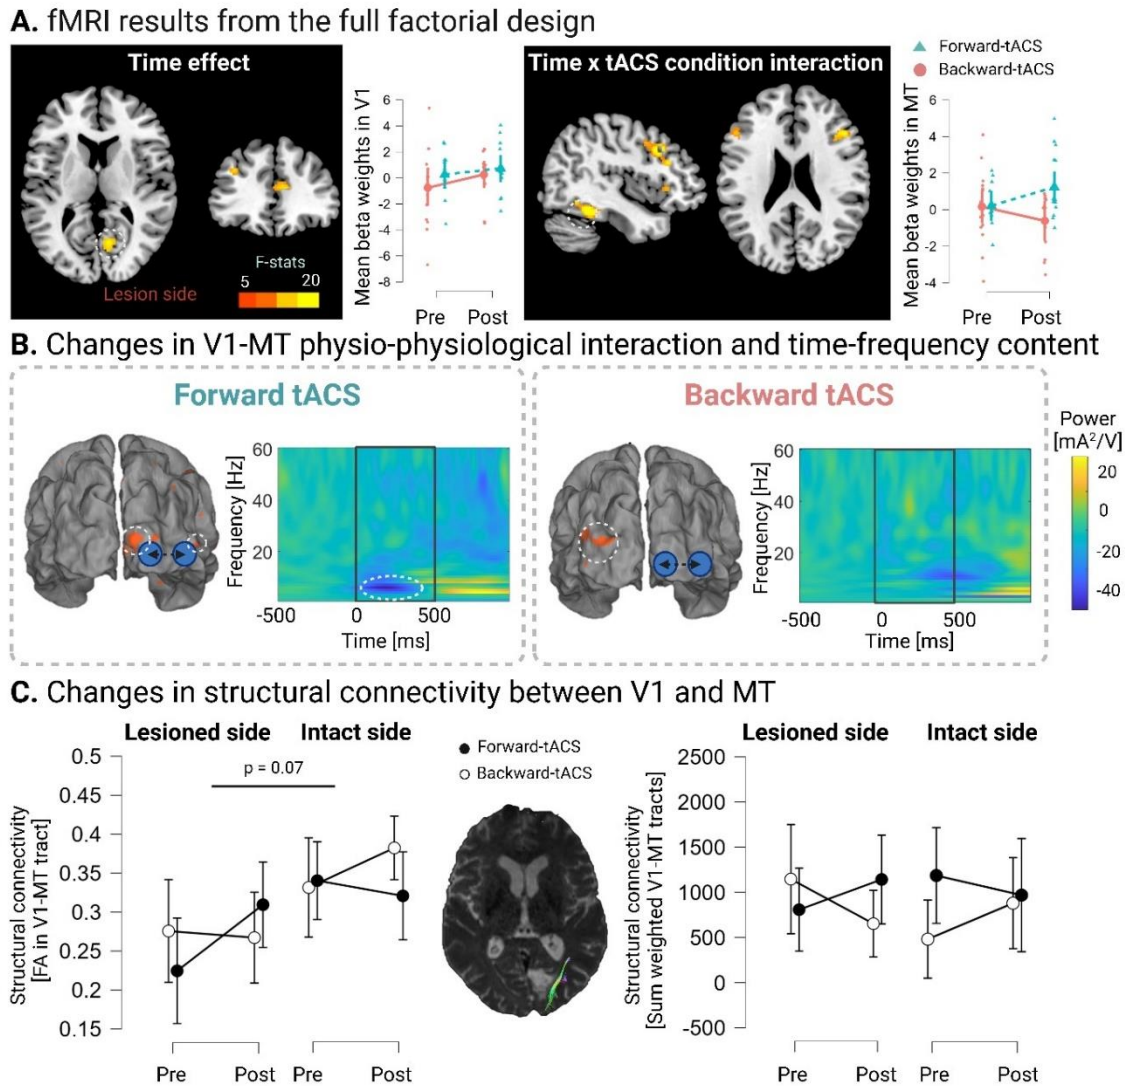 A. fMRI results from the full factorial design
Time effect
Lesion side
F-stats
5 20
Mean beta weights in V1
6
4
2
0
-2
-4
-6
-8
Pre Post
Time x tACS condition interaction
Forward-tACS
Backward-tACS
Mean beta weights in MT
6
4
2
0
-2
-4
Pre Post
B. Changes in V1-MT physio-physiological interaction and time-frequency content
Forward tACS
Frequency [Hz]
60
40
20
-500 0 500
Time [ms]
Backward tACS
Frequency [Hz]
60
40
20
-500 0 500
Time [ms]
Power
[mA²/V]
20
0
-20
-40
C. Changes in structural connectivity between V1 and MT
Lesioned side Intact side
p = 0.07
Structural connectivity
[FA in V1-MT tract]
0.5
0.45
0.4
0.35
0.3
0.25
0.2
0.15
Pre Post Pre Post
Forward-tACS
Backward-tACS
Lesioned side Intact side
Structural connectivity
[Sum weighted V1-MT tracts]
2500
2000
1500
1000
500
0
-500
Pre Post Pre Post